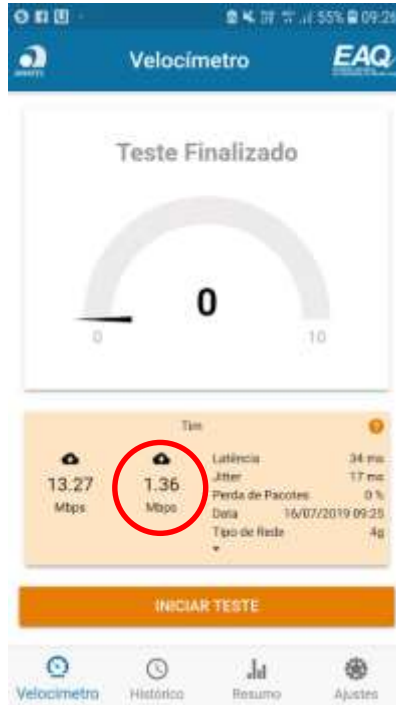 55% 09:26
Velocímetro
EAQ
Teste Finalizado
0
0 10
Tim
13.27
Mbps
1.36
Mbps
Latência 34 ms
Jitter 17 ms
Perda de Pacotes 0 %
Data 16/07/2019 09:25
Tipo de Rede 4g
INICIAR TESTE
Velocímetro Histórico Resumo Ajustes